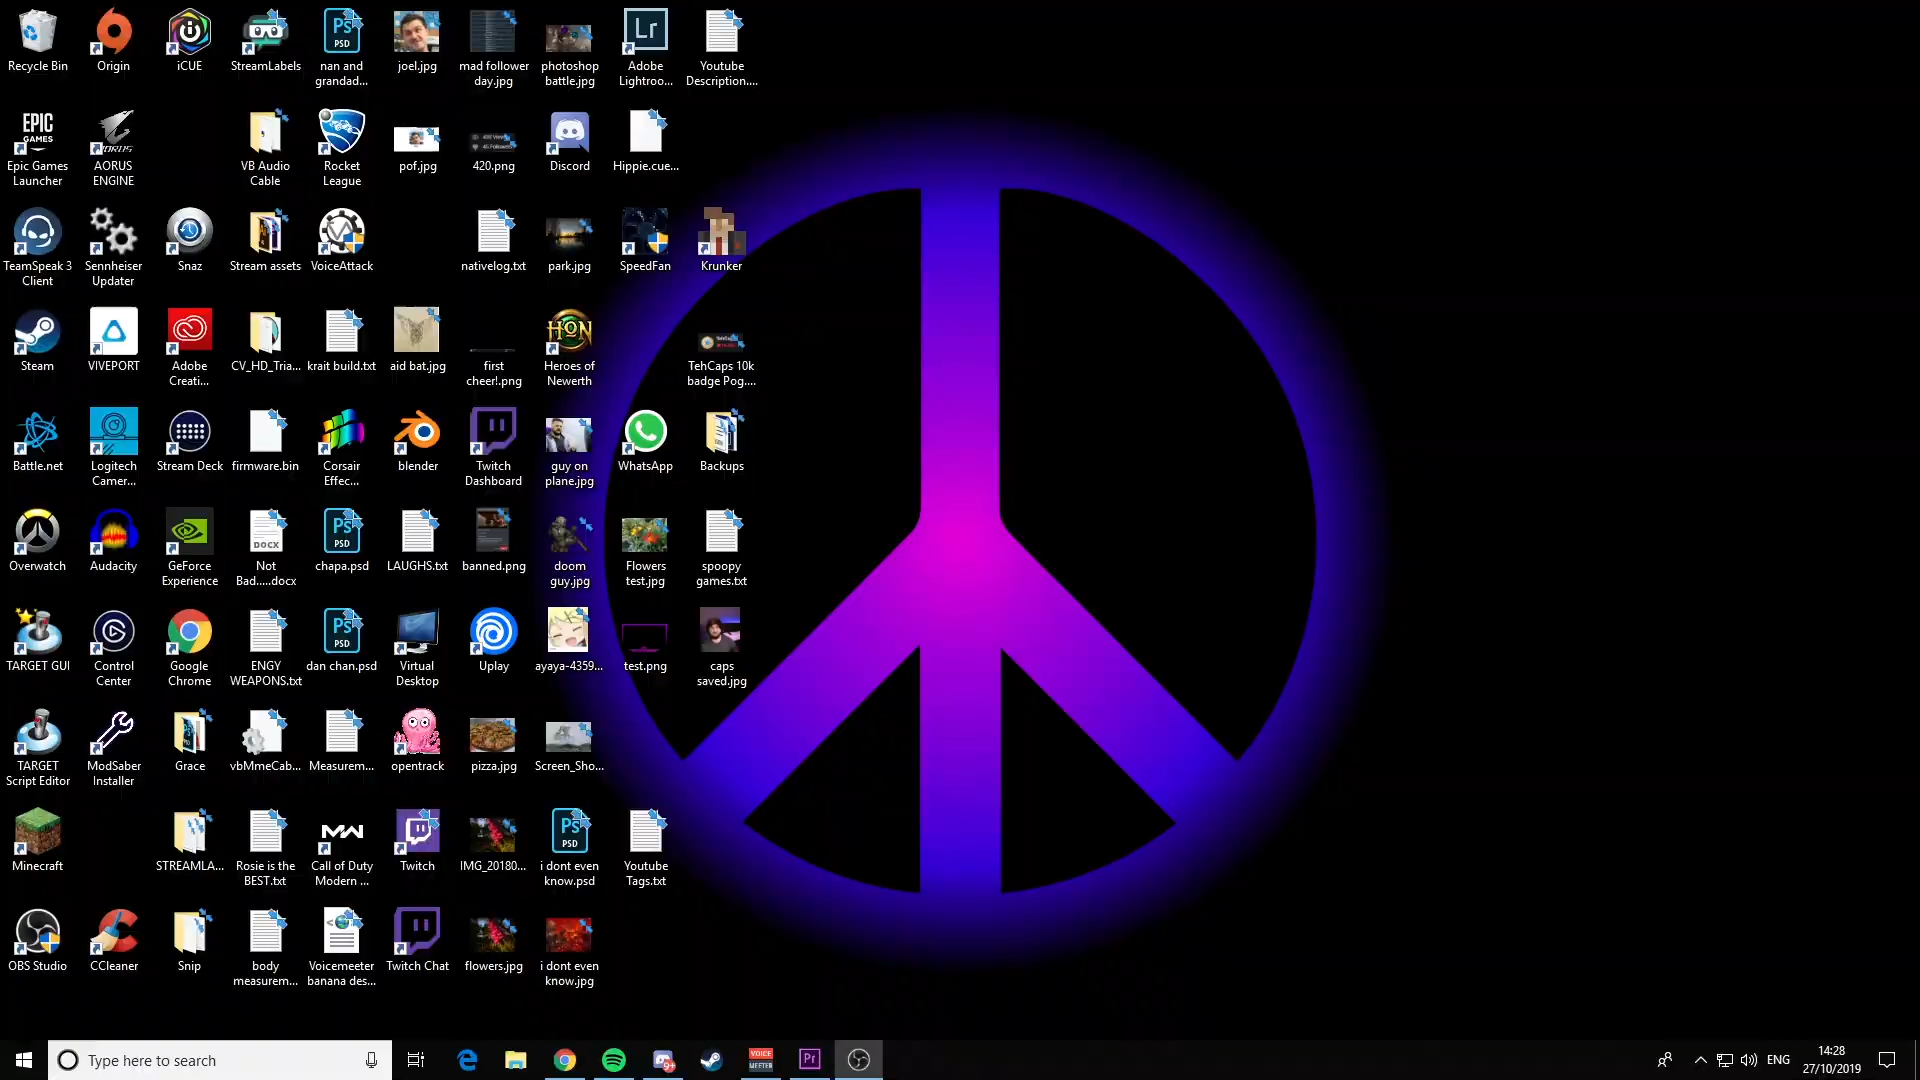 Recycle Bin
Origin
iCUE
StreamLabels
nan and
grandad...
joel.jpg
mad follower
day.jpg
photoshop
battle.jpg
Adobe
Lightroo...
Youtube
Description....
Epic Games
Launcher
AORUS
ENGINE
VB Audio
Cable
Rocket
League
pof.jpg
420.png
Discord
Hippie.cue...
TeamSpeak 3
Client
Sennheiser
Updater
Snaz
Stream assets
VoiceAttack
nativelog.txt
park.jpg
SpeedFan
Krunker
Steam
VIVEPORT
Adobe
Creati...
CV_HD_Tria...
krait build.txt
aid bat.jpg
first
cheer!.png
Heroes of
Newerth
TehCaps 10k
badge Pog....
Battle.net
Logitech
Camer...
Stream Deck
firmware.bin
Corsair
Effec...
blender
Twitch
Dashboard
guy on
plane.jpg
WhatsApp
Backups
Overwatch
Audacity
GeForce
Experience
Not
Bad.....docx
chapa.psd
LAUGHS.txt
banned.png
doom
guy.jpg
Flowers
test.jpg
spoopy
games.txt
TARGET GUI
Control
Center
Google
Chrome
ENGY
WEAPONS.txt
dan chan.psd
Virtual
Desktop
Uplay
ayaya-4359...
test.png
caps
saved.jpg
TARGET
Script Editor
ModSaber
Installer
Grace
vbMmeCab...
Measurem...
opentrack
pizza.jpg
Screen_Sho...
Minecraft
STREAMLA...
Rosie is the
BEST.txt
Call of Duty
Modern ...
Twitch
IMG_20180...
i dont even
know.psd
Youtube
Tags.txt
OBS Studio
CCleaner
Snip
body
measurem...
Voicemeeter
banana des...
Twitch Chat
flowers.jpg
i dont even
know.jpg
Type here to search
ENG
14:28
27/10/2019